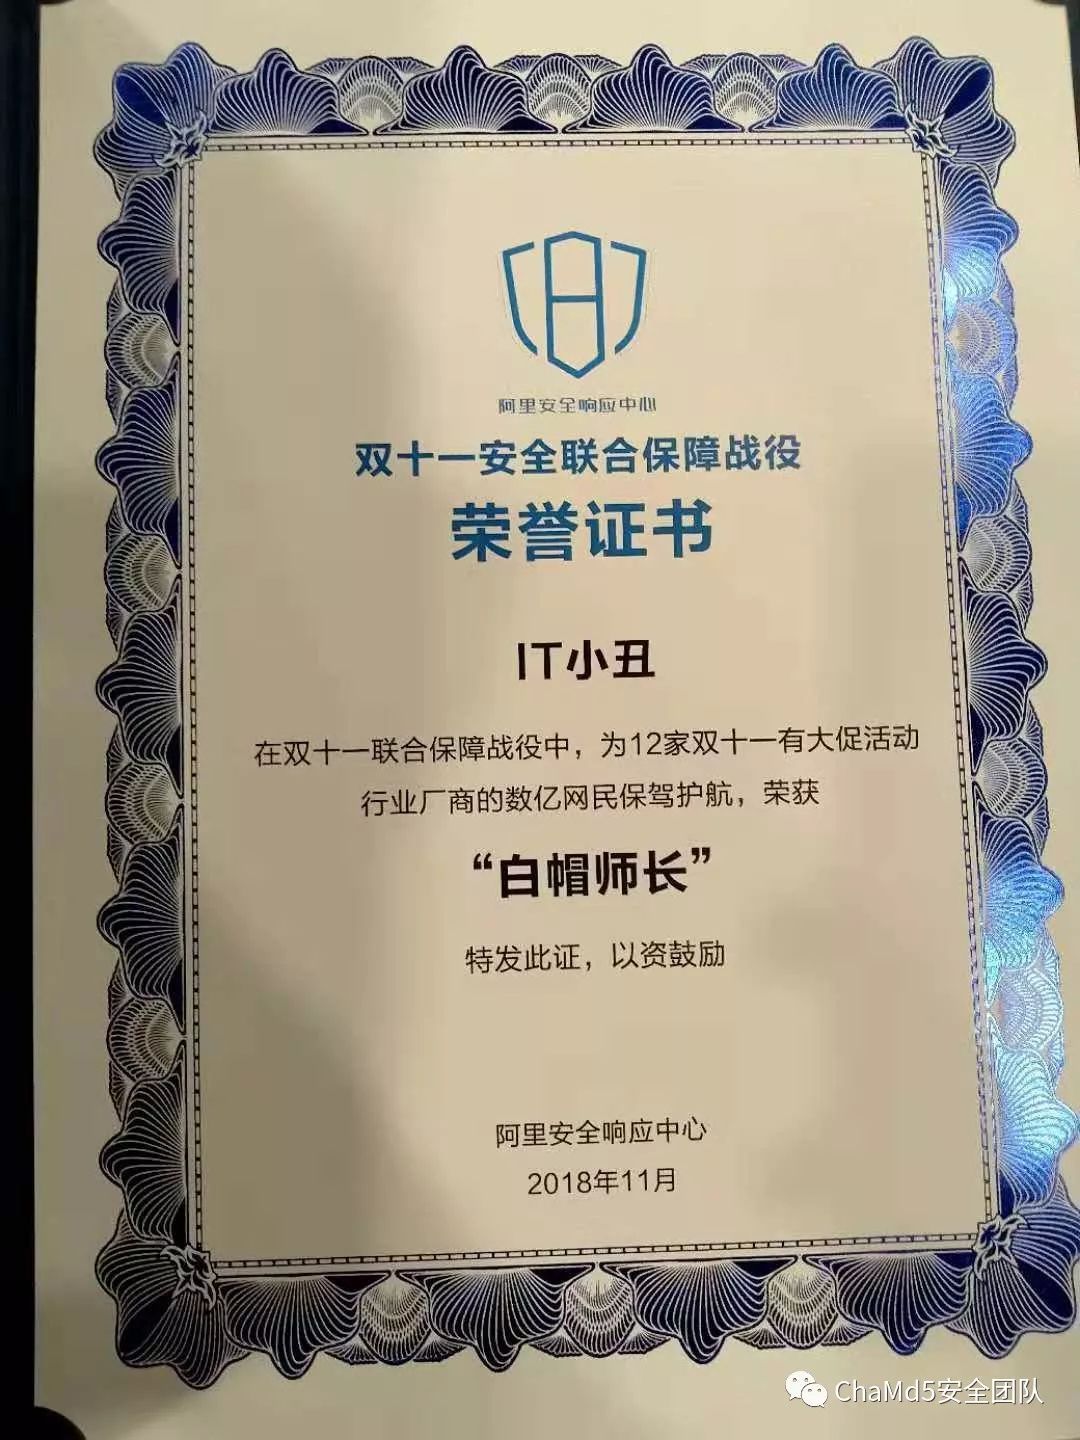 阿里安全响应中心
双十一安全联合保障战役
荣誉证书
IT小丑
在双十一联合保障战役中，为12家双十一有大促活动
行业厂商的数亿网民保驾护航，荣获
“白帽师长”
特发此证，以资鼓励
阿里安全响应中心
2018年11月
ChaMd5安全团队